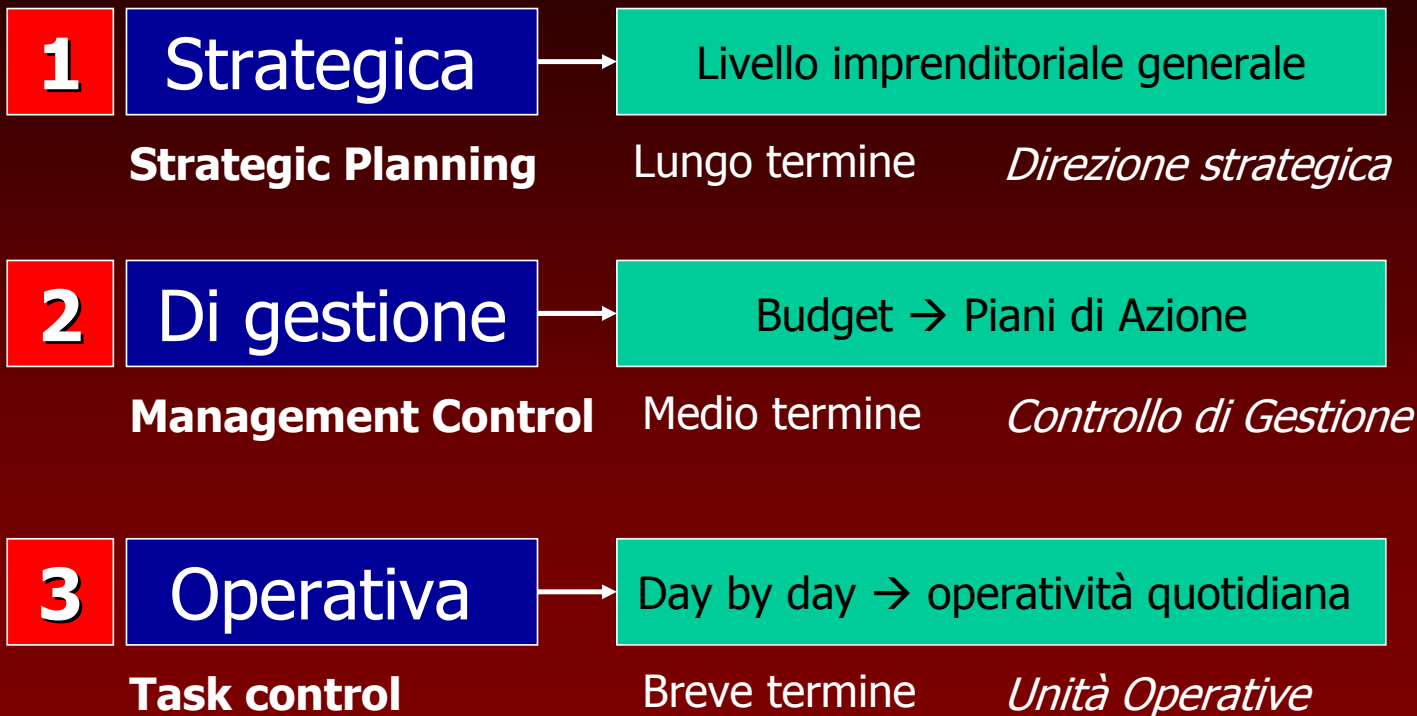 1 Strategica Livello imprenditoriale generale
Strategic Planning Lungo termine Direzione strategica
2 Di gestione Budget → Piani di Azione
Management Control Medio termine Controllo di Gestione
3 Operativa Day by day → operatività quotidiana
Task control Breve termine Unità Operative